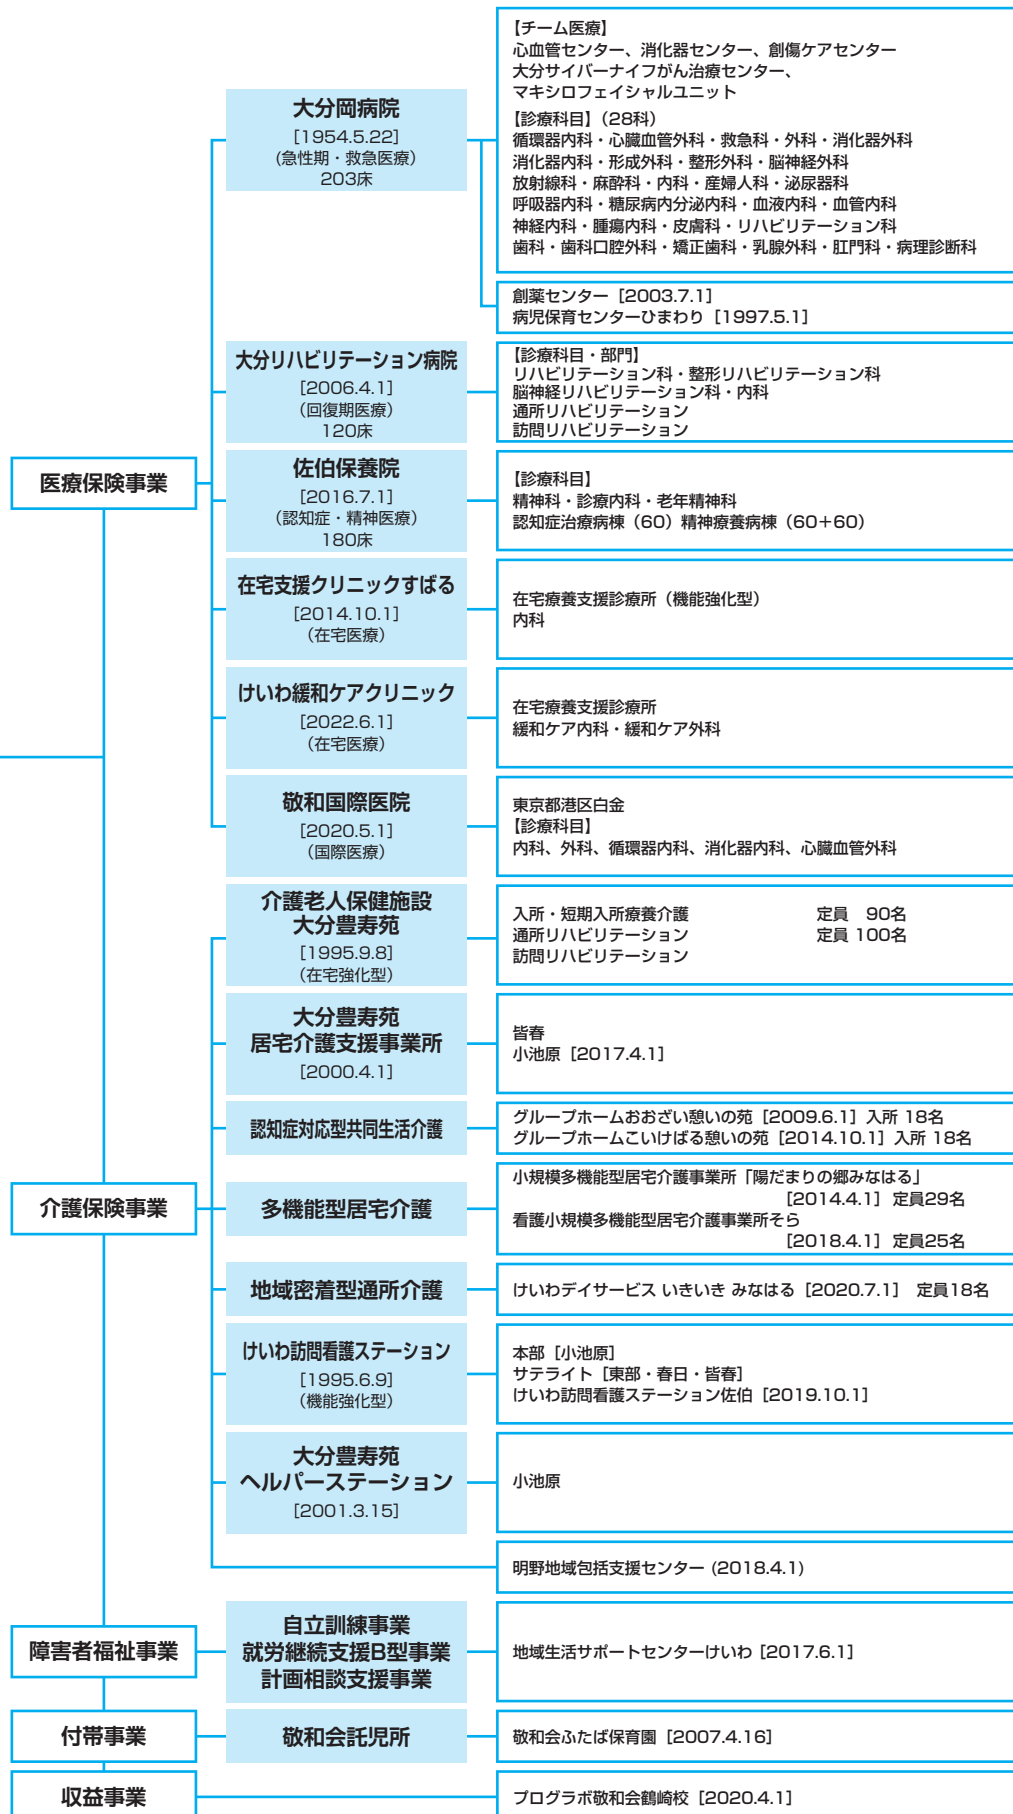 医療保険事業
大分岡病院
[1954.5.22]
(急性期・救急医療)
203床
【チーム医療】
心血管センター、消化器センター、創傷ケアセンター
大分サイバーナイフがん治療センター、
マキシロフェイシャルユニット
【診療科目】(28科)
循環器内科・心臓血管外科・救急科・外科・消化器外科
消化器内科・形成外科・整形外科・脳神経外科
放射線科・麻酔科・内科・産婦人科・泌尿器科
呼吸器内科・糖尿病内分泌内科・血液内科・血管内科
神経内科・腫瘍内科・皮膚科・リハビリテーション科
歯科・歯科口腔外科・矯正歯科・乳腺外科・肛門科・病理診断科
創薬センター [2003.7.1]
病児保育センターひまわり [1997.5.1]
大分リハビリテーション病院
[2006.4.1]
(回復期医療)
120床
【診療科目・部門】
リハビリテーション科・整形リハビリテーション科
脳神経リハビリテーション科・内科
通所リハビリテーション
訪問リハビリテーション
佐伯保養院
[2016.7.1]
(認知症・精神医療)
180床
【診療科目】
精神科・診療内科・老年精神科
認知症治療病棟(60)精神療養病棟(60+60)
在宅支援クリニックすばる
[2014.10.1]
(在宅医療)
在宅療養支援診療所(機能強化型)
内科
けいわ緩和ケアクリニック
[2022.6.1]
(在宅医療)
在宅療養支援診療所
緩和ケア内科・緩和ケア外科
敬和国際医院
[2020.5.1]
(国際医療)
東京都港区白金
【診療科目】
内科、外科、循環器内科、消化器内科、心臓血管外科
介護保険事業
介護老人保健施設
大分豊寿苑
[1995.9.8]
(在宅強化型)
入所・短期入所療養介護 定員 90名
通所リハビリテーション 定員 100名
訪問リハビリテーション
大分豊寿苑
居宅介護支援事業所
[2000.4.1]
皆春
小池原 [2017.4.1]
認知症対応型共同生活介護
グループホームおおざい憩いの苑 [2009.6.1] 入所 18名
グループホームこいけばる憩いの苑 [2014.10.1] 入所 18名
多機能型居宅介護
小規模多機能型居宅介護事業所「陽だまりの郷みなはる」
[2014.4.1] 定員29名
看護小規模多機能型居宅介護事業所そら
[2018.4.1] 定員25名
地域密着型通所介護
けいわデイサービス いきいき みなはる [2020.7.1] 定員18名
けいわ訪問看護ステーション
[1995.6.9]
(機能強化型)
本部 [小池原]
サテライト [東部・春日・皆春]
けいわ訪問看護ステーション佐伯 [2019.10.1]
大分豊寿苑
ヘルパーステーション
[2001.3.15]
小池原
明野地域包括支援センター (2018.4.1)
障害者福祉事業
自立訓練事業
就労継続支援B型事業
計画相談支援事業
地域生活サポートセンターけいわ [2017.6.1]
付帯事業
敬和会託児所
敬和会ふたば保育園 [2007.4.16]
収益事業
プログラボ敬和会鶴崎校 [2020.4.1]